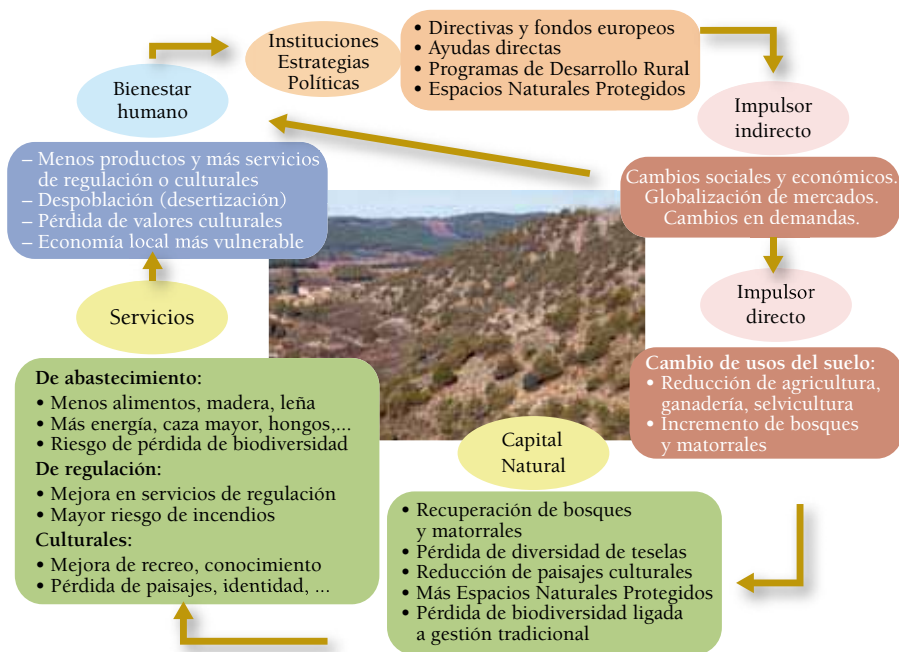 Instituciones
Estrategias
Políticas
• Directivas y fondos europeos
• Ayudas directas
• Programas de Desarrollo Rural
• Espacios Naturales Protegidos
Impulsor
indirecto
Cambios sociales y económicos.
Globalización de mercados.
Cambios en demandas.
Impulsor
directo
Cambio de usos del suelo:
• Reducción de agricultura,
ganadería, selvicultura
• Incremento de bosques
y matorrales
Capital
Natural
• Recuperación de bosques
y matorrales
• Pérdida de diversidad de teselas
• Reducción de paisajes culturales
• Más Espacios Naturales Protegidos
• Pérdida de biodiversidad ligada
a gestión tradicional
Servicios
De abastecimiento:
• Menos alimentos, madera, leña
• Más energía, caza mayor, hongos,...
• Riesgo de pérdida de biodiversidad
De regulación:
• Mejora en servicios de regulación
• Mayor riesgo de incendios
Culturales:
• Mejora de recreo, conocimiento
• Pérdida de paisajes, identidad, ...
Bienestar
humano
– Menos productos y más servicios
de regulación o culturales
– Despoblación (desertización)
– Pérdida de valores culturales
– Economía local más vulnerable